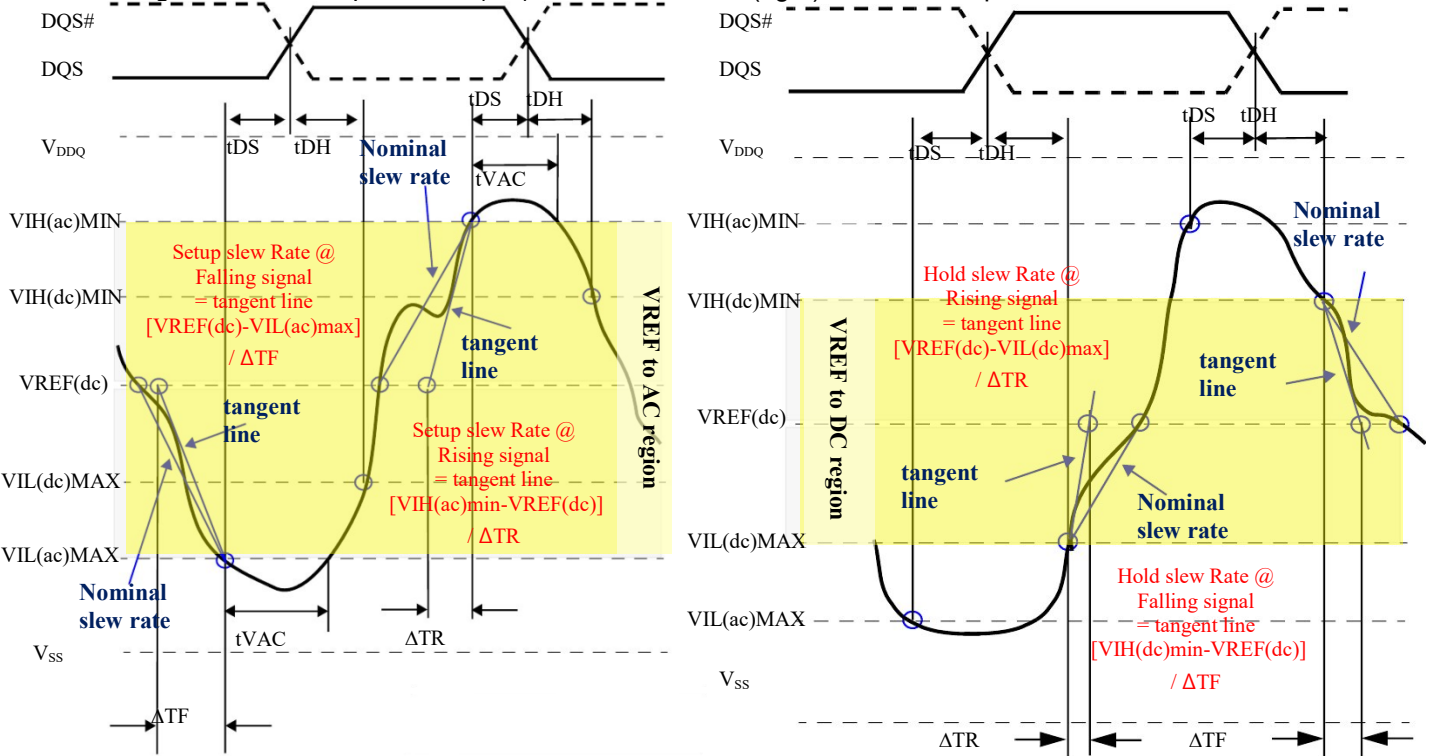 DQS#
DQS
tDS
tDH
tDS
tDH
VDDQ
Nominal
slew rate
tVAC
VIH(ac)MIN
Setup slew Rate @
Falling signal
= tangent line
[VREF(dc)-VIL(ac)max]
/ ΔTF
VIH(dc)MIN
VREF to AC region
tangent
line
VREF(dc)
tangent
line
Setup slew Rate @
Rising signal
= tangent line
[VIH(ac)min-VREF(dc)]
/ ΔTR
VIL(dc)MAX
VIL(ac)MAX
Nominal
slew rate
tVAC
ΔTR
VSS
ΔTF
DQS#
DQS
tDS
tDH
tDS
tDH
VDDQ
VIH(ac)MIN
Nominal
slew rate
Hold slew Rate @
Rising signal
= tangent line
[VREF(dc)-VIL(dc)max]
/ ΔTR
VIH(dc)MIN
VREF to DC region
tangent
line
VREF(dc)
tangent
line
Nominal
slew rate
VIL(dc)MAX
Hold slew Rate @
Falling signal
= tangent line
[VIH(dc)min-VREF(dc)]
/ ΔTF
VIL(ac)MAX
VSS
ΔTR
ΔTF